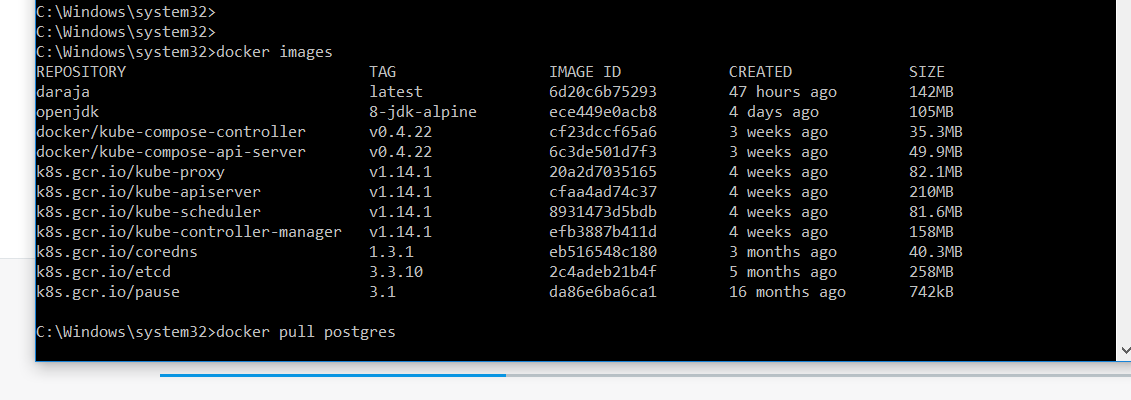 C:\Windows\system32>
C:\Windows\system32>
C:\Windows\system32>docker images
REPOSITORY TAG IMAGE ID CREATED SIZE
daraja latest 6d20c6b75293 47 hours ago 142MB
openjdk 8-jdk-alpine ece449e0acb8 4 days ago 105MB
docker/kube-compose-controller v0.4.22 cf23dccf65a6 3 weeks ago 35.3MB
docker/kube-compose-api-server v0.4.22 6c3de501d7f3 3 weeks ago 49.9MB
k8s.gcr.io/kube-proxy v1.14.1 20a2d7035165 4 weeks ago 82.1MB
k8s.gcr.io/kube-apiserver v1.14.1 cfaa4ad74c37 4 weeks ago 210MB
k8s.gcr.io/kube-scheduler v1.14.1 8931473d5bdb 4 weeks ago 81.6MB
k8s.gcr.io/kube-controller-manager v1.14.1 efb3887b411d 4 weeks ago 158MB
k8s.gcr.io/coredns 1.3.1 eb516548c180 3 months ago 40.3MB
k8s.gcr.io/etcd 3.3.10 2c4adeb21b4f 5 months ago 258MB
k8s.gcr.io/pause 3.1 da86e6ba6ca1 16 months ago 742kB
C:\Windows\system32>docker pull postgres